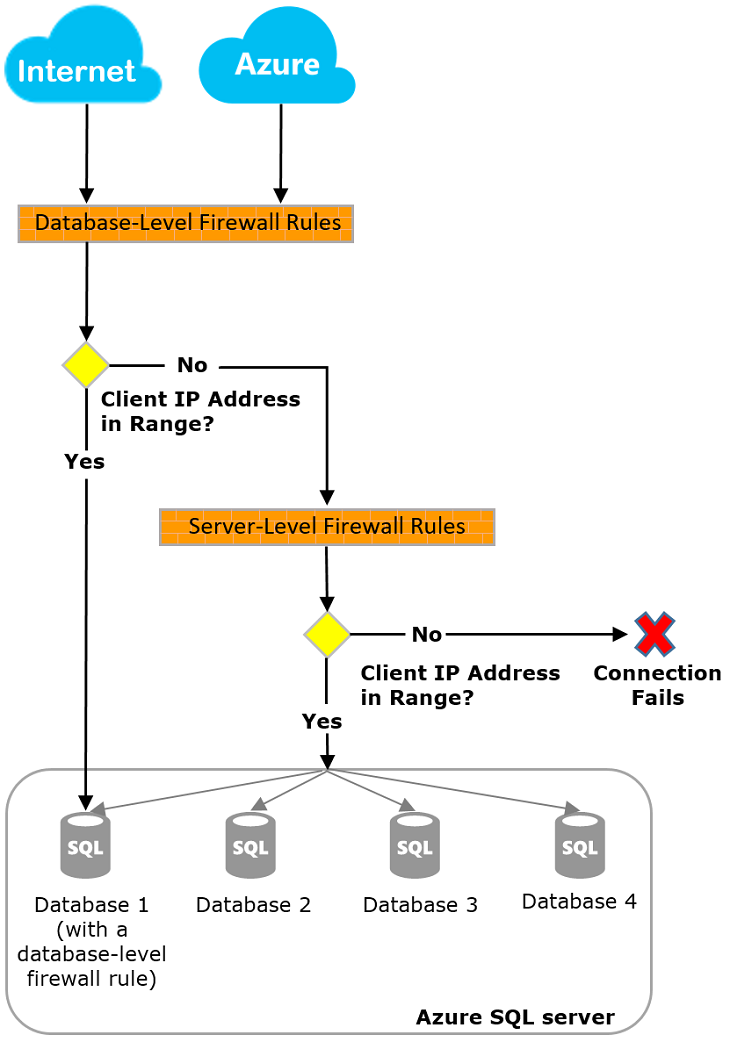 Internet
Azure
Database-Level Firewall Rules
No
Client IP Address
in Range?
Yes
Server-Level Firewall Rules
No
Client IP Address
in Range?
Connection
Fails
Yes
SQL
SQL
SQL
SQL
Database 1
(with a
database-level
firewall rule)
Database 2
Database 3
Database 4
Azure SQL server